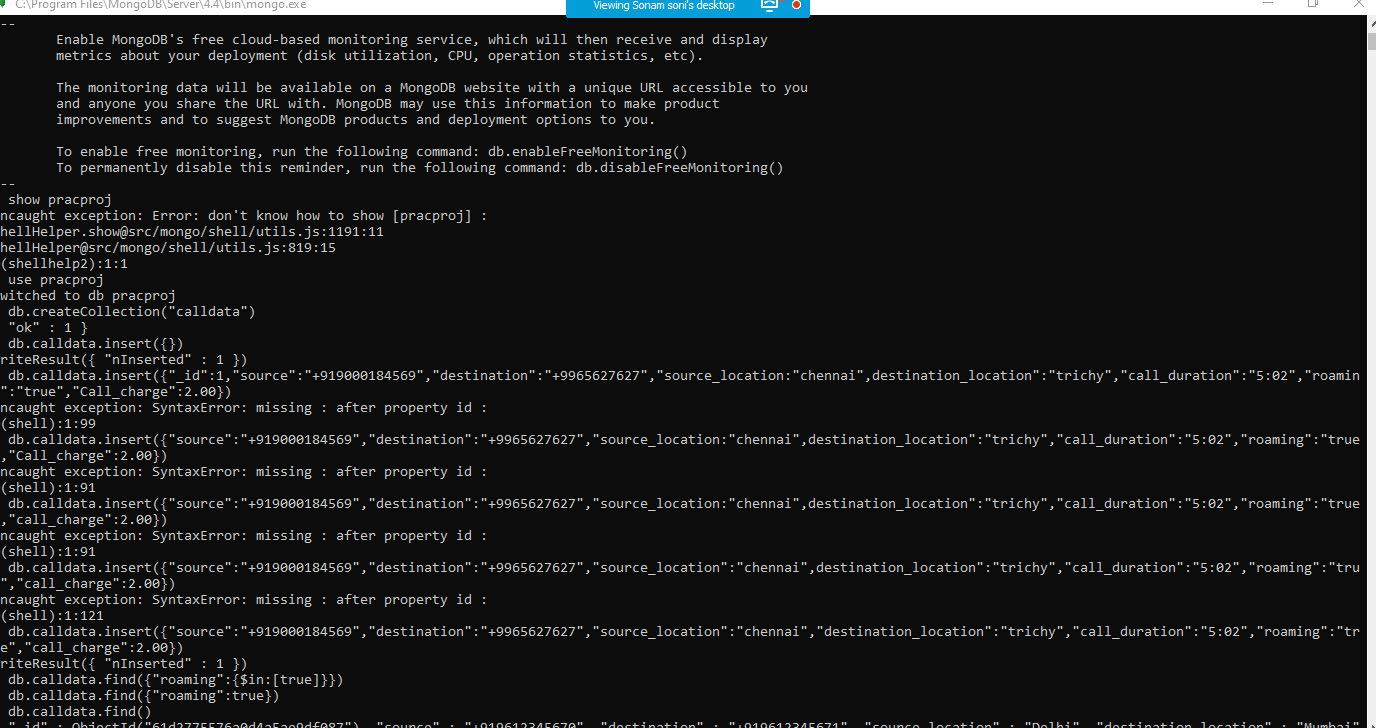 C:\Program Files\MongoDB\Server\4.4\bin\mongo.exe
Viewing Sonam soni's desktop
--
Enable MongoDB's free cloud-based monitoring service, which will then receive and display
metrics about your deployment (disk utilization, CPU, operation statistics, etc).
The monitoring data will be available on a MongoDB website with a unique URL accessible to you
and anyone you share the URL with. MongoDB may use this information to make product
improvements and to suggest MongoDB products and deployment options to you.
To enable free monitoring, run the following command: db.enableFreeMonitoring()
To permanently disable this reminder, run the following command: db.disableFreeMonitoring()
--
show pracproj
ncaught exception: Error: don't know how to show [pracproj] :
hellHelper.show@src/mongo/shell/utils.js:1191:11
hellHelper@src/mongo/shell/utils.js:819:15
(shellhelp2):1:1
use pracproj
witched to db pracproj
db.createCollection("calldata")
"ok" : 1 }
db.calldata.insert({})
riteResult({ "nInserted" : 1 })
db.calldata.insert({"_id":1,"source":"+919000184569","destination":"+9965627627","source_location:"chennai",destination_location":"trichy","call_duration":"5:02","roamin
":"true","Call_charge":2.00})
ncaught exception: SyntaxError: missing : after property id :
(shell):1:99
db.calldata.insert({"source":"+919000184569","destination":"+9965627627","source_location:"chennai",destination_location":"trichy","call_duration":"5:02","roaming":"true
,"Call_charge":2.00})
ncaught exception: SyntaxError: missing : after property id :
(shell):1:91
db.calldata.insert({"source":"+919000184569","destination":"+9965627627","source_location:"chennai",destination_location":"trichy","call_duration":"5:02","roaming":"true
,"call_charge":2.00})
ncaught exception: SyntaxError: missing : after property id :
(shell):1:91
db.calldata.insert({"source":"+919000184569","destination":"+9965627627","source_location":"chennai,destination_location":"trichy","call_duration":"5:02","roaming":"tru
","call_charge":2.00})
ncaught exception: SyntaxError: missing : after property id :
(shell):1:121
db.calldata.insert({"source":"+919000184569","destination":"+9965627627","source_location":"chennai","destination_location":"trichy","call_duration":"5:02","roaming":"tr
e","call_charge":2.00})
riteResult({ "nInserted" : 1 })
db.calldata.find({"roaming":{$in:[true]}})
db.calldata.find({"roaming":true})
db.calldata.find()
"_id" : ObjectId("61d2775576a0d4a5ae9df087"), "source" : "+919612345670", "destination" : "+919612345671", "source_location" : "Delhi", "destination_location" : "Mumbai"